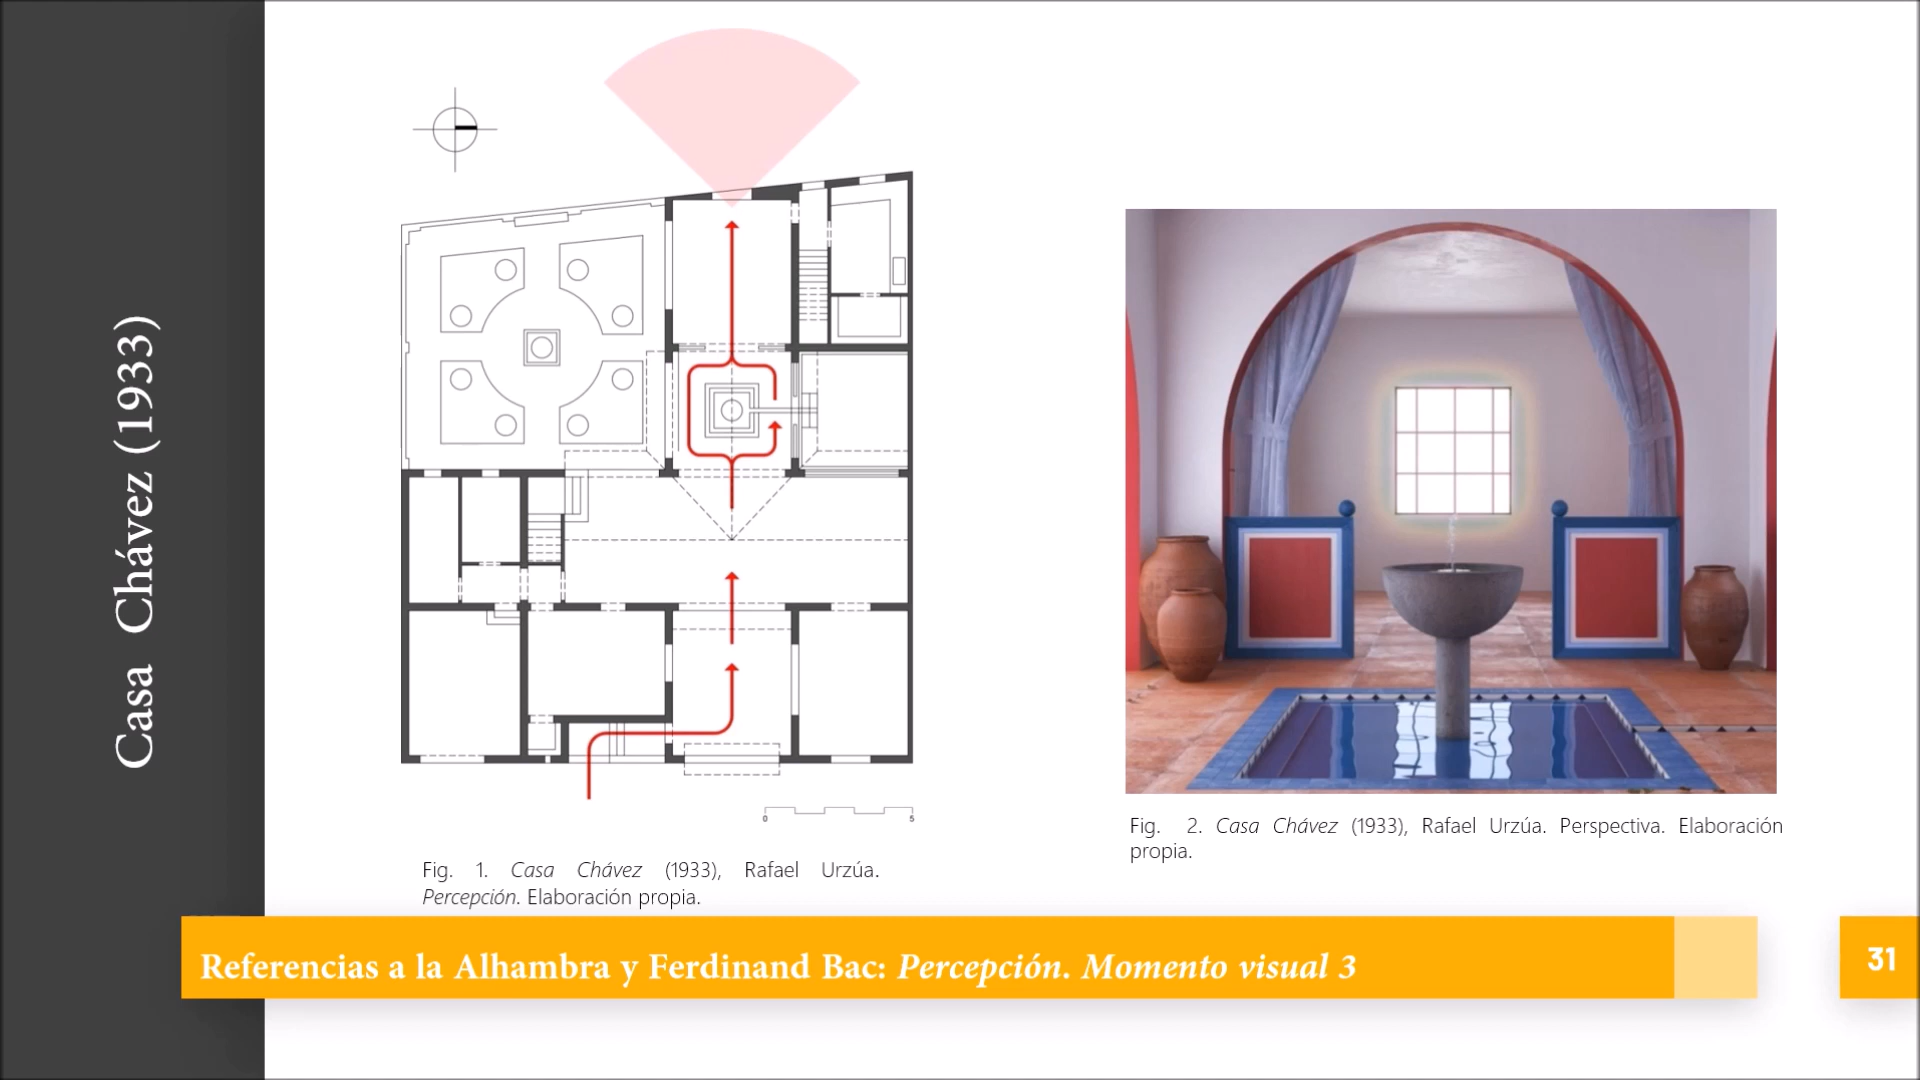 Casa Chávez (1933)
0 5
Fig. 1. Casa Chávez (1933), Rafael Urzúa.
Percepción. Elaboración propia.
Fig. 2. Casa Chávez (1933), Rafael Urzúa. Perspectiva. Elaboración
propia.
Referencias a la Alhambra y Ferdinand Bac: Percepción. Momento visual 3
31